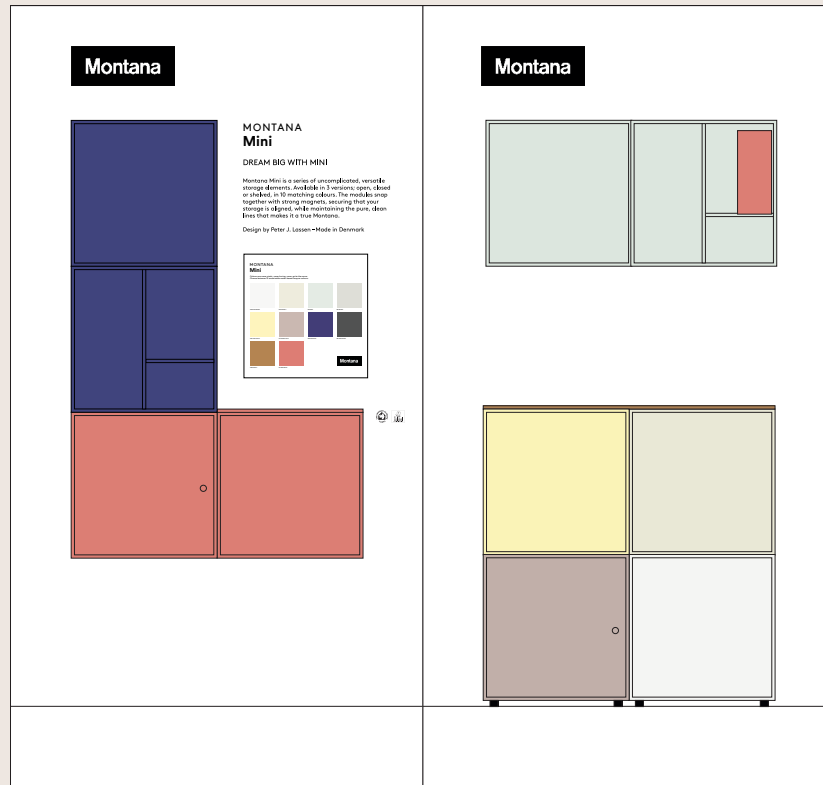 Montana
MONTANA
Mini
DREAM BIG WITH MINI
Montana Mini is a series of uncomplicated, versatile
storage elements. Available in 3 versions; open, closed
or shelved, in 10 matching colours. The modules snap
together with strong magnets, securing that your
storage is aligned, while maintaining the pure, clean
lines that makes it a true Montana.
Design by Peter J. Lassen – Made in Denmark
MONTANA
Mini
Montana
Montana